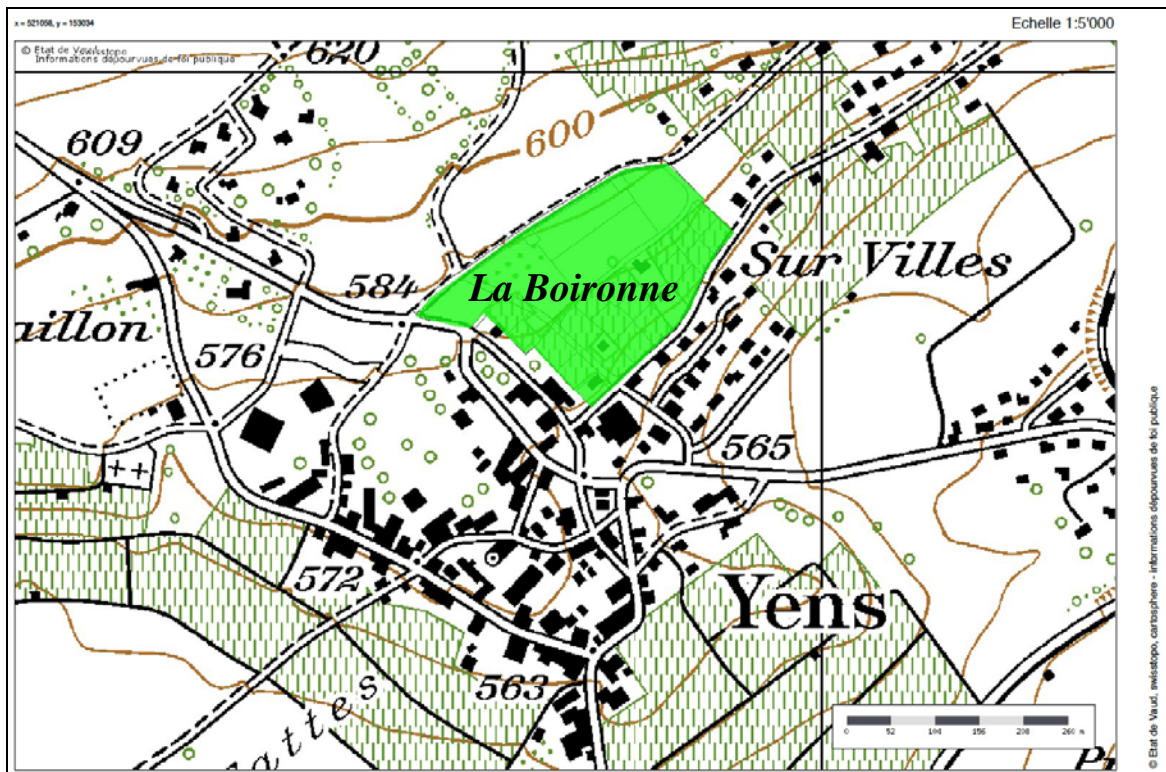 x = 521058, y = 153034
Echelle 1:5'000
© Etat de Vaud, swisstopo
Informations dépourvues de foi publique
620
609
600
584
La Boironne
Sur Villes
aillon
576
565
572
Yens
563
attes
0 52 104 156 208 260 m
© Etat de Vaud, swisstopo, cartosphere - informations dépourvues de foi publique